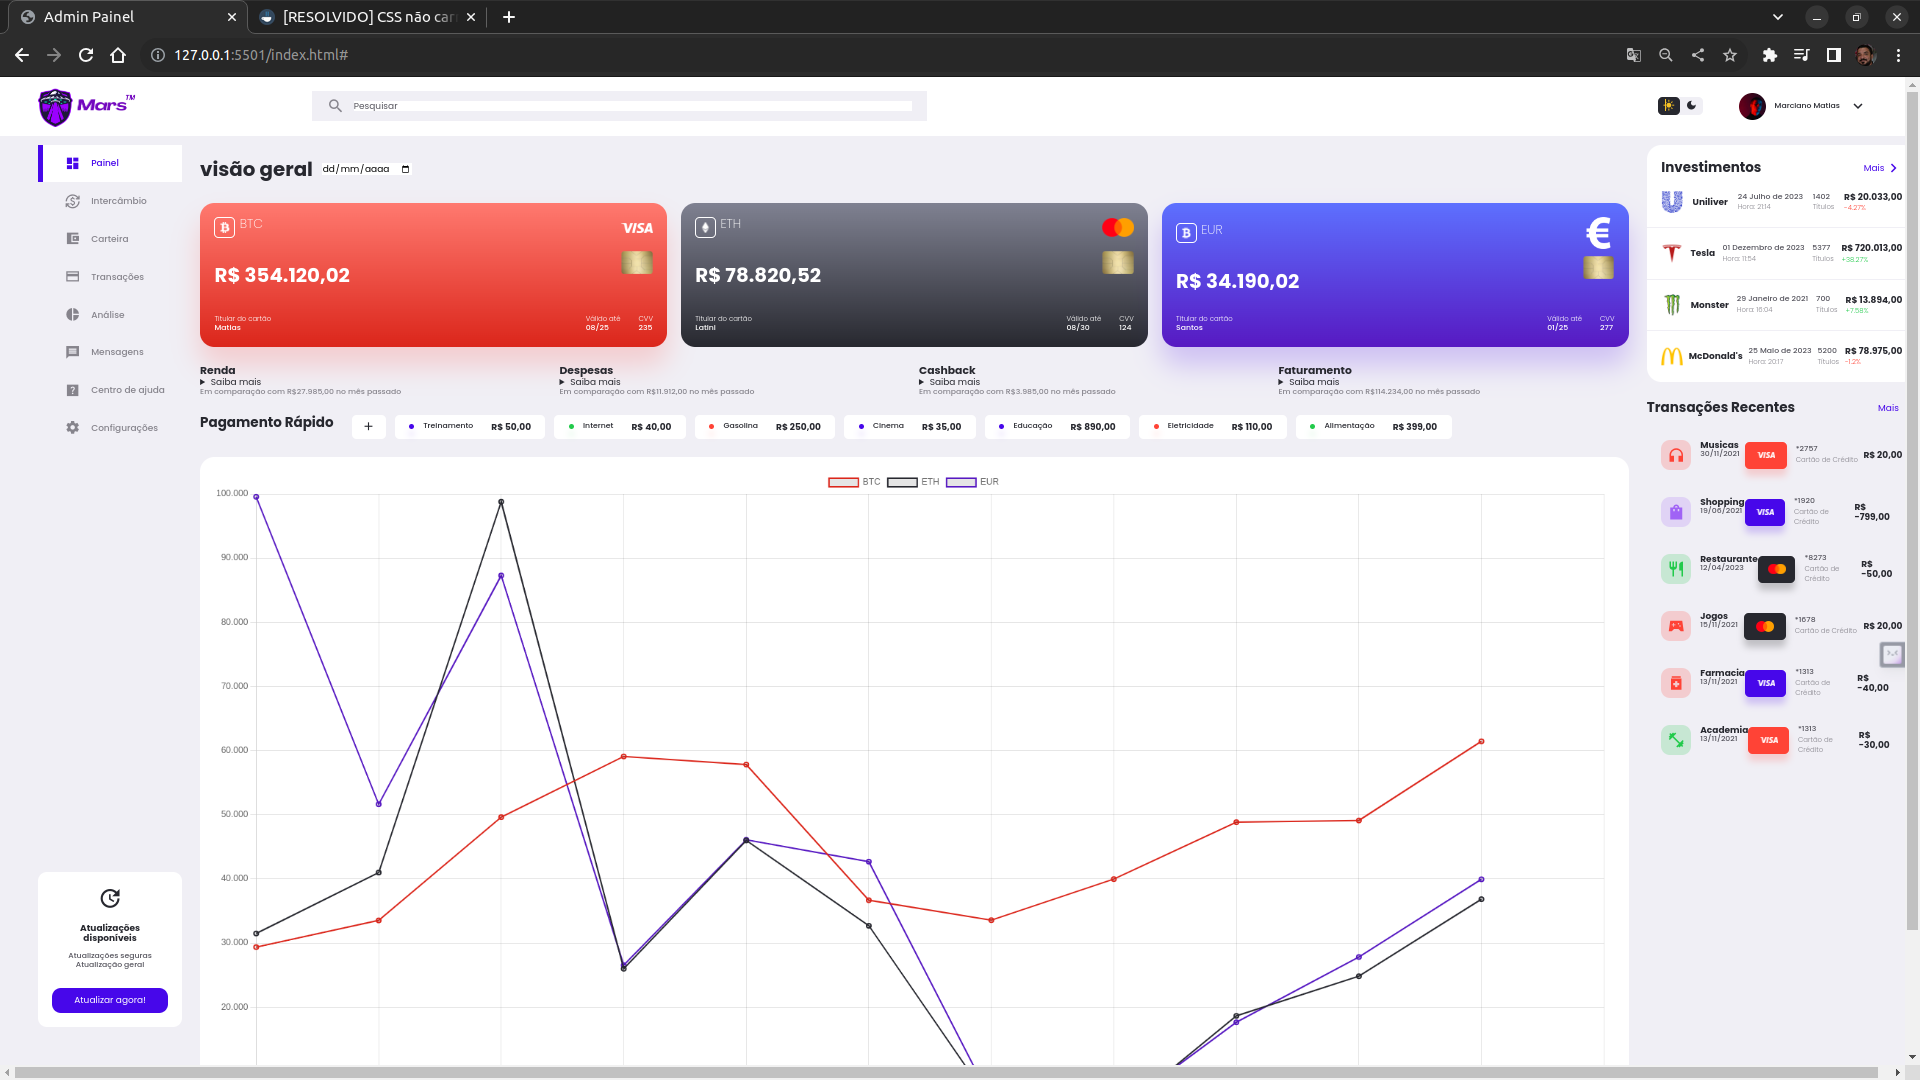 Admin Painel
[RESOLVIDO] CSS não car
127.0.0.1:5501/index.html#
Mars™
Pesquisar
Marciano Matias
Painel
Intercâmbio
Carteira
Transações
Análise
Mensagens
Centro de ajuda
Configurações
Atualizações
disponíveis
Atualizações seguras
Atualização geral
Atualizar agora!
visão geral
dd/mm/aaaa
BTC
VISA
R$ 354.120,02
Titular do cartão
Matias
Válido até
08/25
CVV
235
ETH
R$ 78.820,52
Titular do cartão
Latini
Válido até
08/30
CVV
124
EUR
€
R$ 34.190,02
Titular do cartão
Santos
Válido até
01/25
CVV
277
Renda
Saiba mais
Em comparação com R$27.985,00 no mês passado
Despesas
Saiba mais
Em comparação com R$11.912,00 no mês passado
Cashback
Saiba mais
Em comparação com R$3.985,00 no mês passado
Faturamento
Saiba mais
Em comparação com R$114.234,00 no mês passado
Pagamento Rápido
+
Treinamento R$ 50,00
Internet R$ 40,00
Gasolina R$ 250,00
Cinema R$ 35,00
Educação R$ 890,00
Eletricidade R$ 110,00
Alimentação R$ 399,00
BTC ETH EUR
100.000
90.000
80.000
70.000
60.000
50.000
40.000
30.000
20.000
Investimentos
Mais
Uniliver
24 Julho de 2023
Hora: 21:14
1402
Títulos
R$ 20.033,00
-4.27%
Tesla
01 Dezembro de 2023
Hora: 11:54
5377
Títulos
R$ 720.013,00
+38.27%
Monster
29 Janeiro de 2021
Hora: 16:04
700
Títulos
R$ 13.894,00
+7.58%
McDonald's
25 Maio de 2023
Hora: 20:17
5200
Títulos
R$ 78.975,00
-1.2%
Transações Recentes
Mais
Musicas
30/11/2021
VISA
*2757
Cartão de Crédito
R$ 20,00
Shopping
19/06/2021
VISA
*1920
Cartão de
Crédito
R$
-799,00
Restaurante
12/04/2023
*8273
Cartão de
Crédito
R$
-50,00
Jogos
15/11/2021
*1678
Cartão de Crédito
R$ 20,00
Farmacia
13/11/2021
VISA
*1313
Cartão de
Crédito
R$
-40,00
Academia
13/11/2021
VISA
*1313
Cartão de
Crédito
R$
-30,00